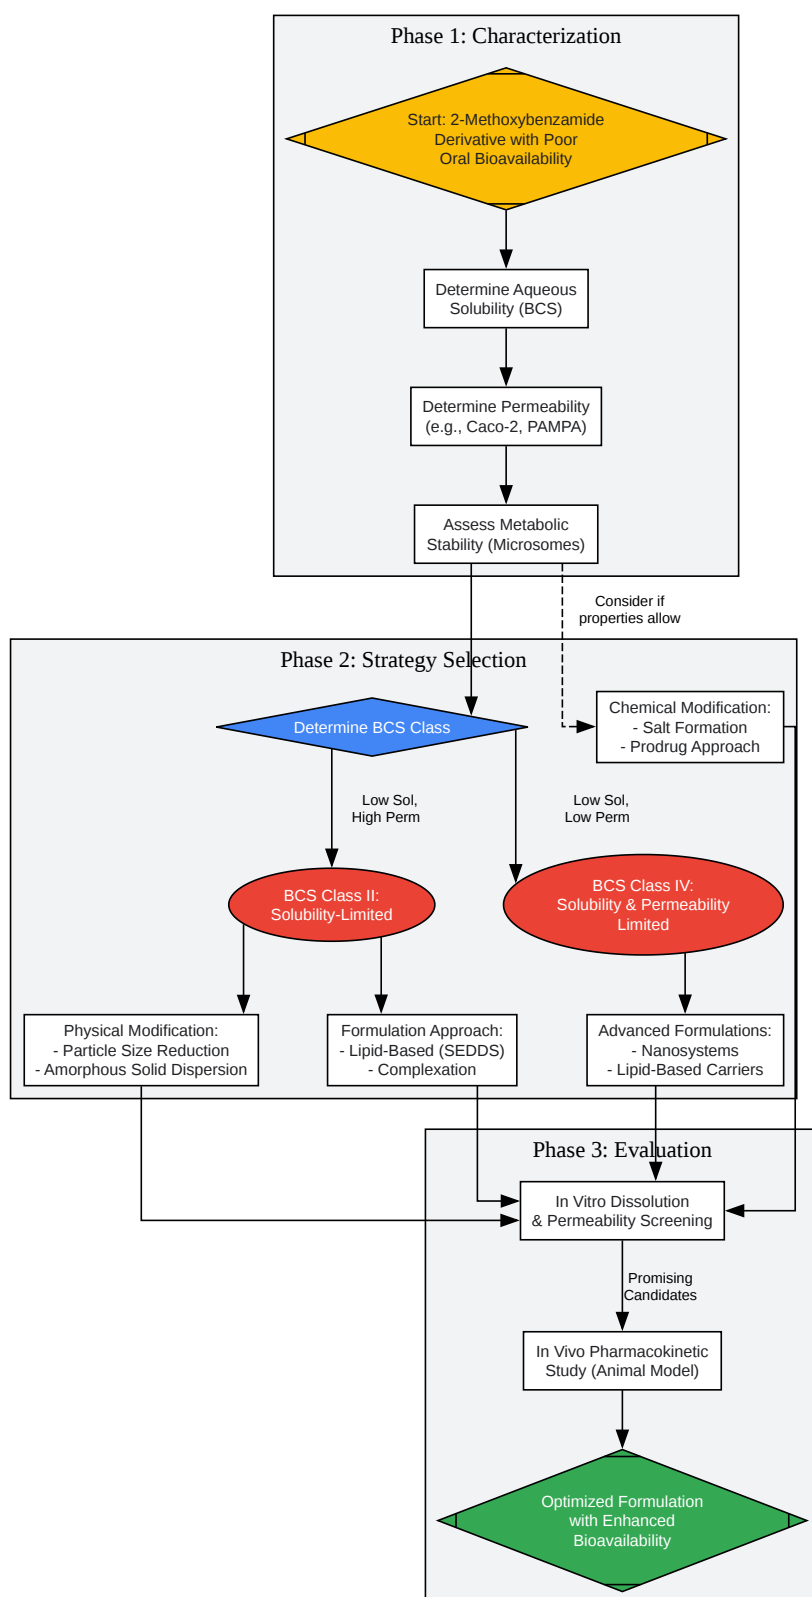 Phase 1: Characterization
Start: 2-Methoxybenzamide
Derivative with Poor
Oral Bioavailability
Determine Aqueous
Solubility (BCS)
Determine Permeability
(e.g., Caco-2, PAMPA)
Assess Metabolic
Stability (Microsomes)
Consider if
properties allow
Phase 2: Strategy Selection
Determine BCS Class
Chemical Modification:
- Salt Formation
- Prodrug Approach
Low Sol,
High Perm
Low Sol,
Low Perm
BCS Class II:
Solubility-Limited
BCS Class IV:
Solubility & Permeability
Limited
Physical Modification:
- Particle Size Reduction
- Amorphous Solid Dispersion
Formulation Approach:
- Lipid-Based (SEDDS)
- Complexation
Advanced Formulations:
- Nanosystems
- Lipid-Based Carriers
Phase 3: Evaluation
In Vitro Dissolution
& Permeability Screening
Promising
Candidates
In Vivo Pharmacokinetic
Study (Animal Model)
Optimized Formulation
with Enhanced
Bioavailability